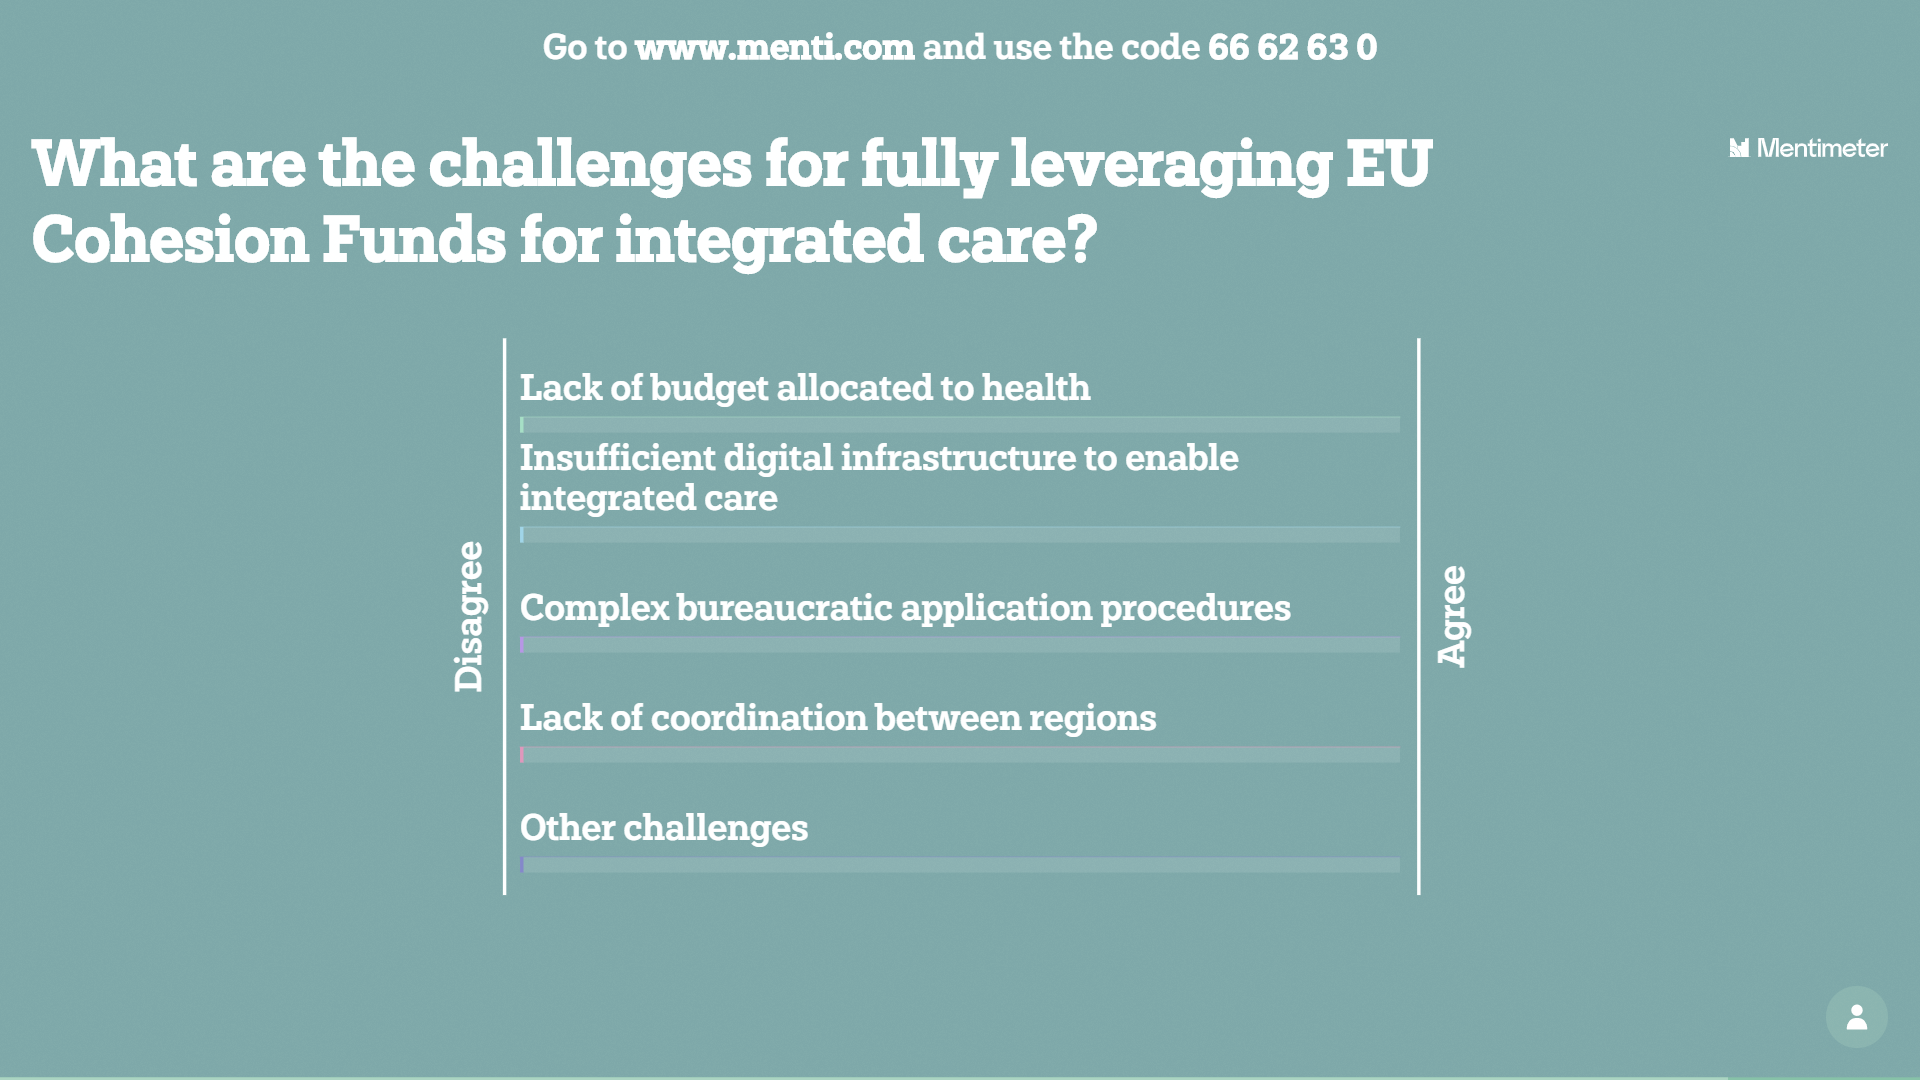 Go to www.menti.com and use the code 66 62 63 0
What are the challenges for fully leveraging EU
Cohesion Funds for integrated care?
Mentimeter
Lack of budget allocated to health
Insufficient digital infrastructure to enable
integrated care
Complex bureaucratic application procedures
Lack of coordination between regions
Other challenges
Disagree
Agree